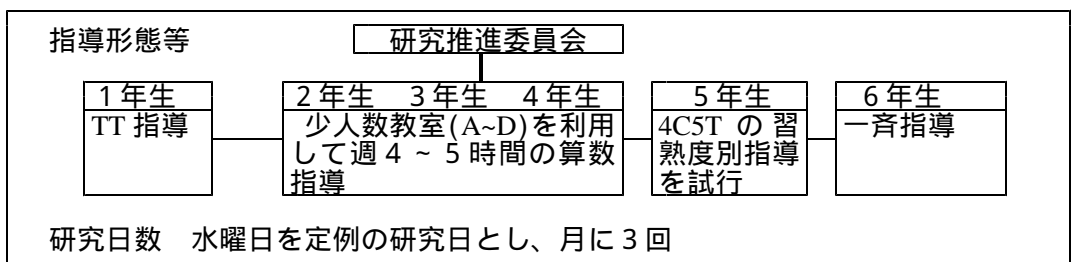 指導形態等
研究推進委員会
1年生
TT 指導
2年生 3年生 4年生
少人数教室(A~D)を利用
して週4~5時間の算数
指導
5年生
4C5T の習
熟度別指導
を試行
6年生
一斉指導
研究日数 水曜日を定例の研究日とし、月に3回